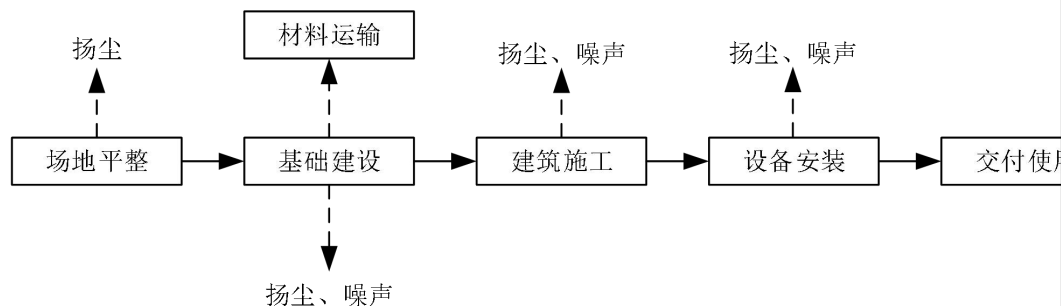 材料运输
扬尘
扬尘、噪声
扬尘、噪声
场地平整
基础建设
建筑施工
设备安装
交付使
扬尘、噪声